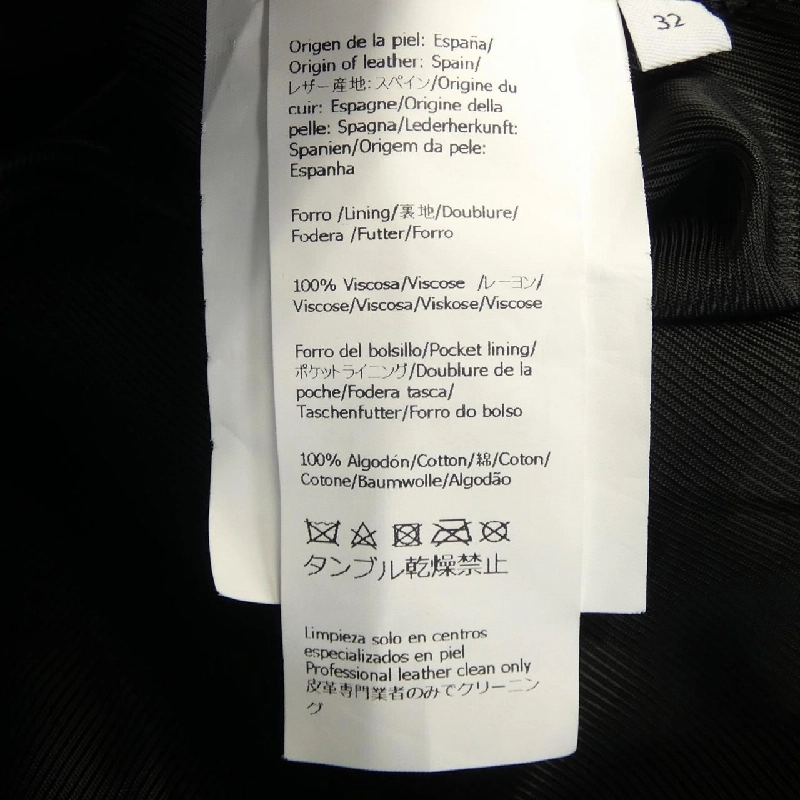 32
Origen de la piel: España/
Origin of leather: Spain/
レザー産地:スペイン/Origine du
cuir: Espagne/Origine della
pelle: Spagna/Lederherkunft:
Spanien/Origem da pele:
Espanha
Forro /Lining/裏地/Doublure/
Fodera /Futter/Forro
100% Viscosa/Viscose /レーヨン/
Viscose/Viscosa/Viskose/Viscose
Forro del bolsillo/Pocket lining/
ポケットライニング/Doublure de la
poche/Fodera tasca/
Taschenfutter/Forro do bolso
100% Algodón/Cotton/綿/Coton/
Cotone/Baumwolle/Algodão
タンブル乾燥禁止
Limpieza solo en centros
especializados en piel
Professional leather clean only
皮革専門業者のみでクリーニン
グ